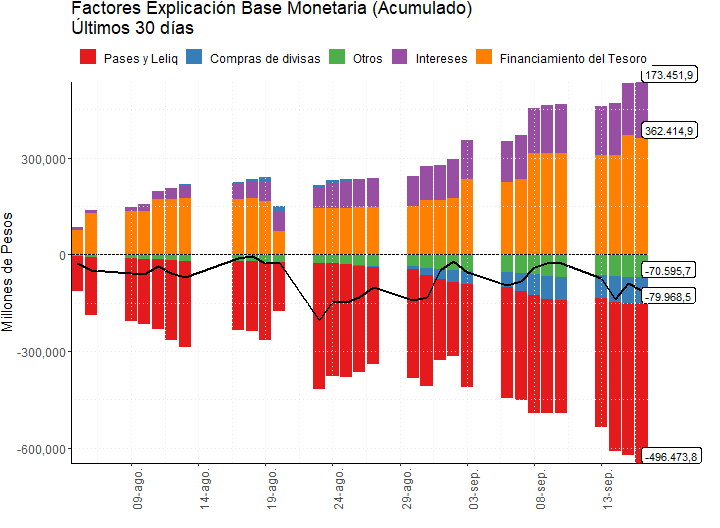 Factores Explicación Base Monetaria (Acumulado)
Últimos 30 días
Pases y Leliq Compras de divisas Otros Intereses Financiamiento del Tesoro
173.451,9
362.414,9
300,000
0
-70.595,7
-79.968,5
-300,000
-600,000
-496.473,8
Millones de Pesos
09-ago.
14-ago.
19-ago.
24-ago.
29-ago.
03-sep.
08-sep.
13-sep.